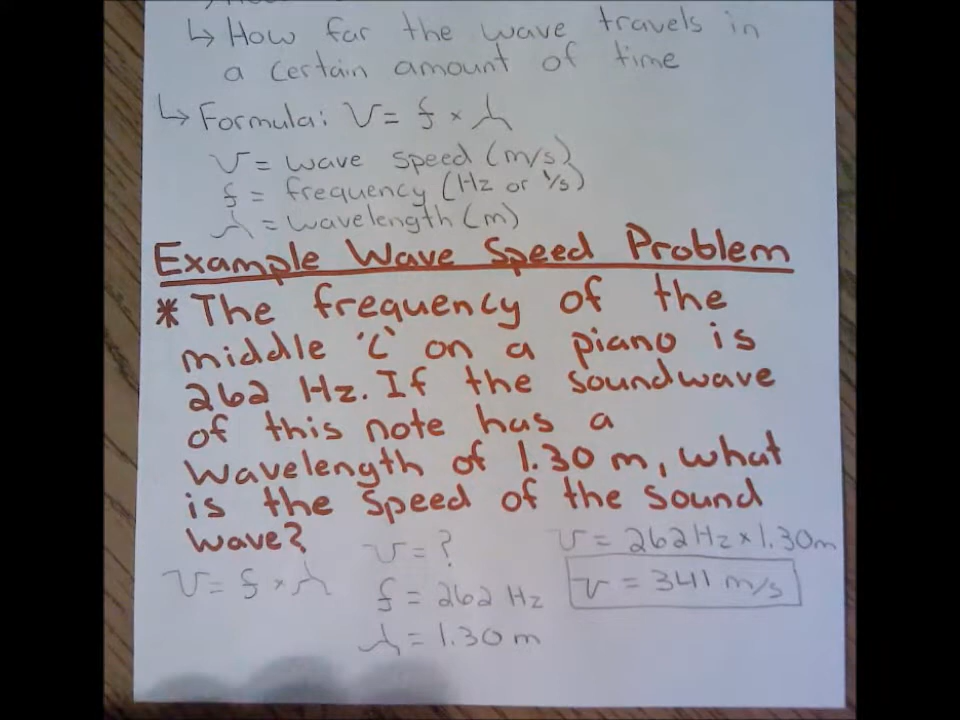 ↳ How far the wave travels in
a certain amount of time
↳ Formula: V = f × λ
V = wave speed (m/s)
f = frequency (Hz or 1/s)
λ = wavelength (m)
Example Wave Speed Problem
* The frequency of the
middle 'C' on a piano is
262 Hz. If the soundwave
of this note has a
wavelength of 1.30 m, what
is the speed of the sound
wave?
V = f × λ
V = ?
f = 262 Hz
λ = 1.30 m
V = 262 Hz × 1.30 m
V = 341 m/s